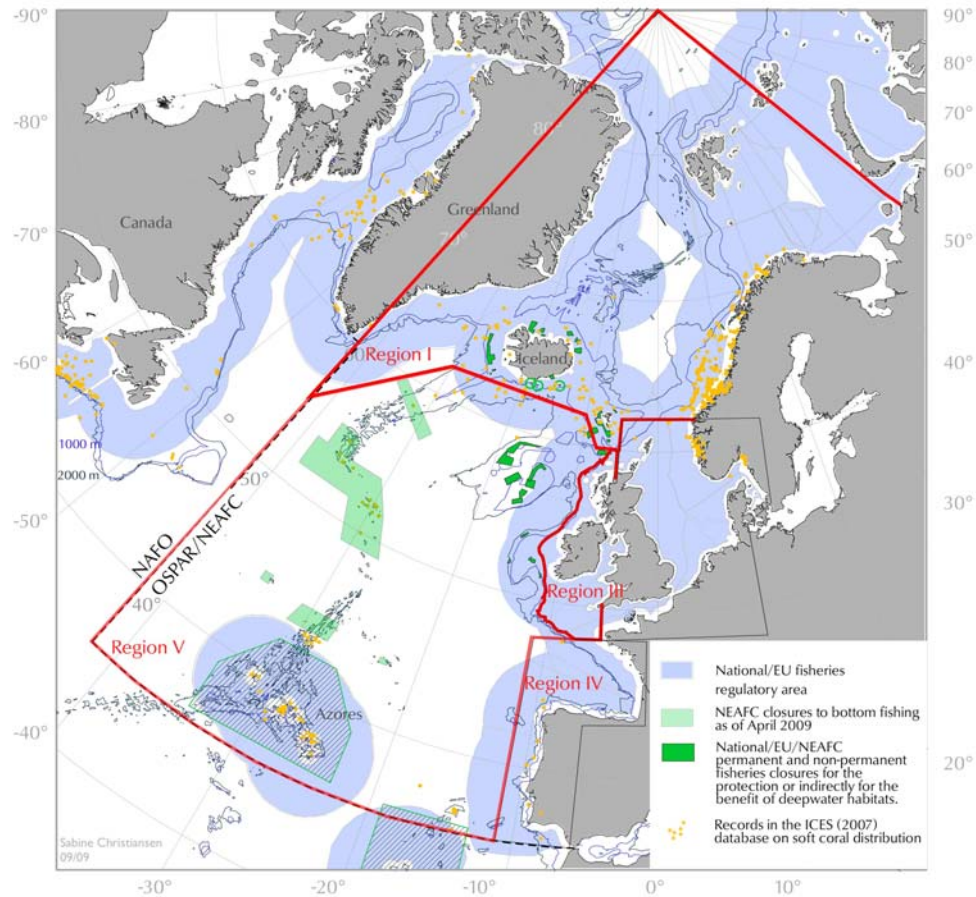 -90°
90°
80°
-80°
70°
60°
-70°
50°
40°
-60°
30°
-50°
-40°
20°
-30°
-20°
-10°
0°
10°
80°
Canada
Greenland
70°
Region I
Iceland
1000 m
2000 m
50°
NAFO
OSPAR/NEAFC
40°
Region III
Region V
Region IV
Azores
National/EU fisheries
regulatory area
NEAFC closures to bottom fishing
as of April 2009
National/EU/NEAFC
permanent and non-permanent
fisheries closures for the
protection or indirectly for the
benefit of deepwater habitats.
Records in the ICES (2007)
database on soft coral distribution
Sabine Christiansen
09/09